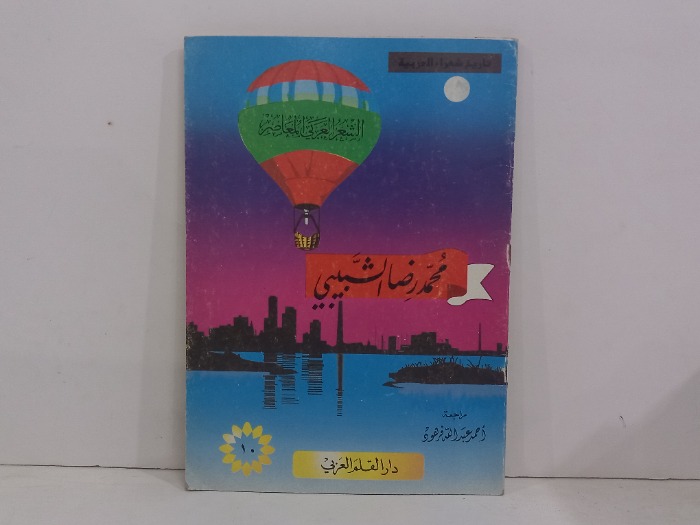 تاريخ شعراء العربية
الشعر العربي المعاصر
محمد رضا الشبيبي
مراجعة
أحمد عبد الله فرهود
١٠
دار القلم العربي